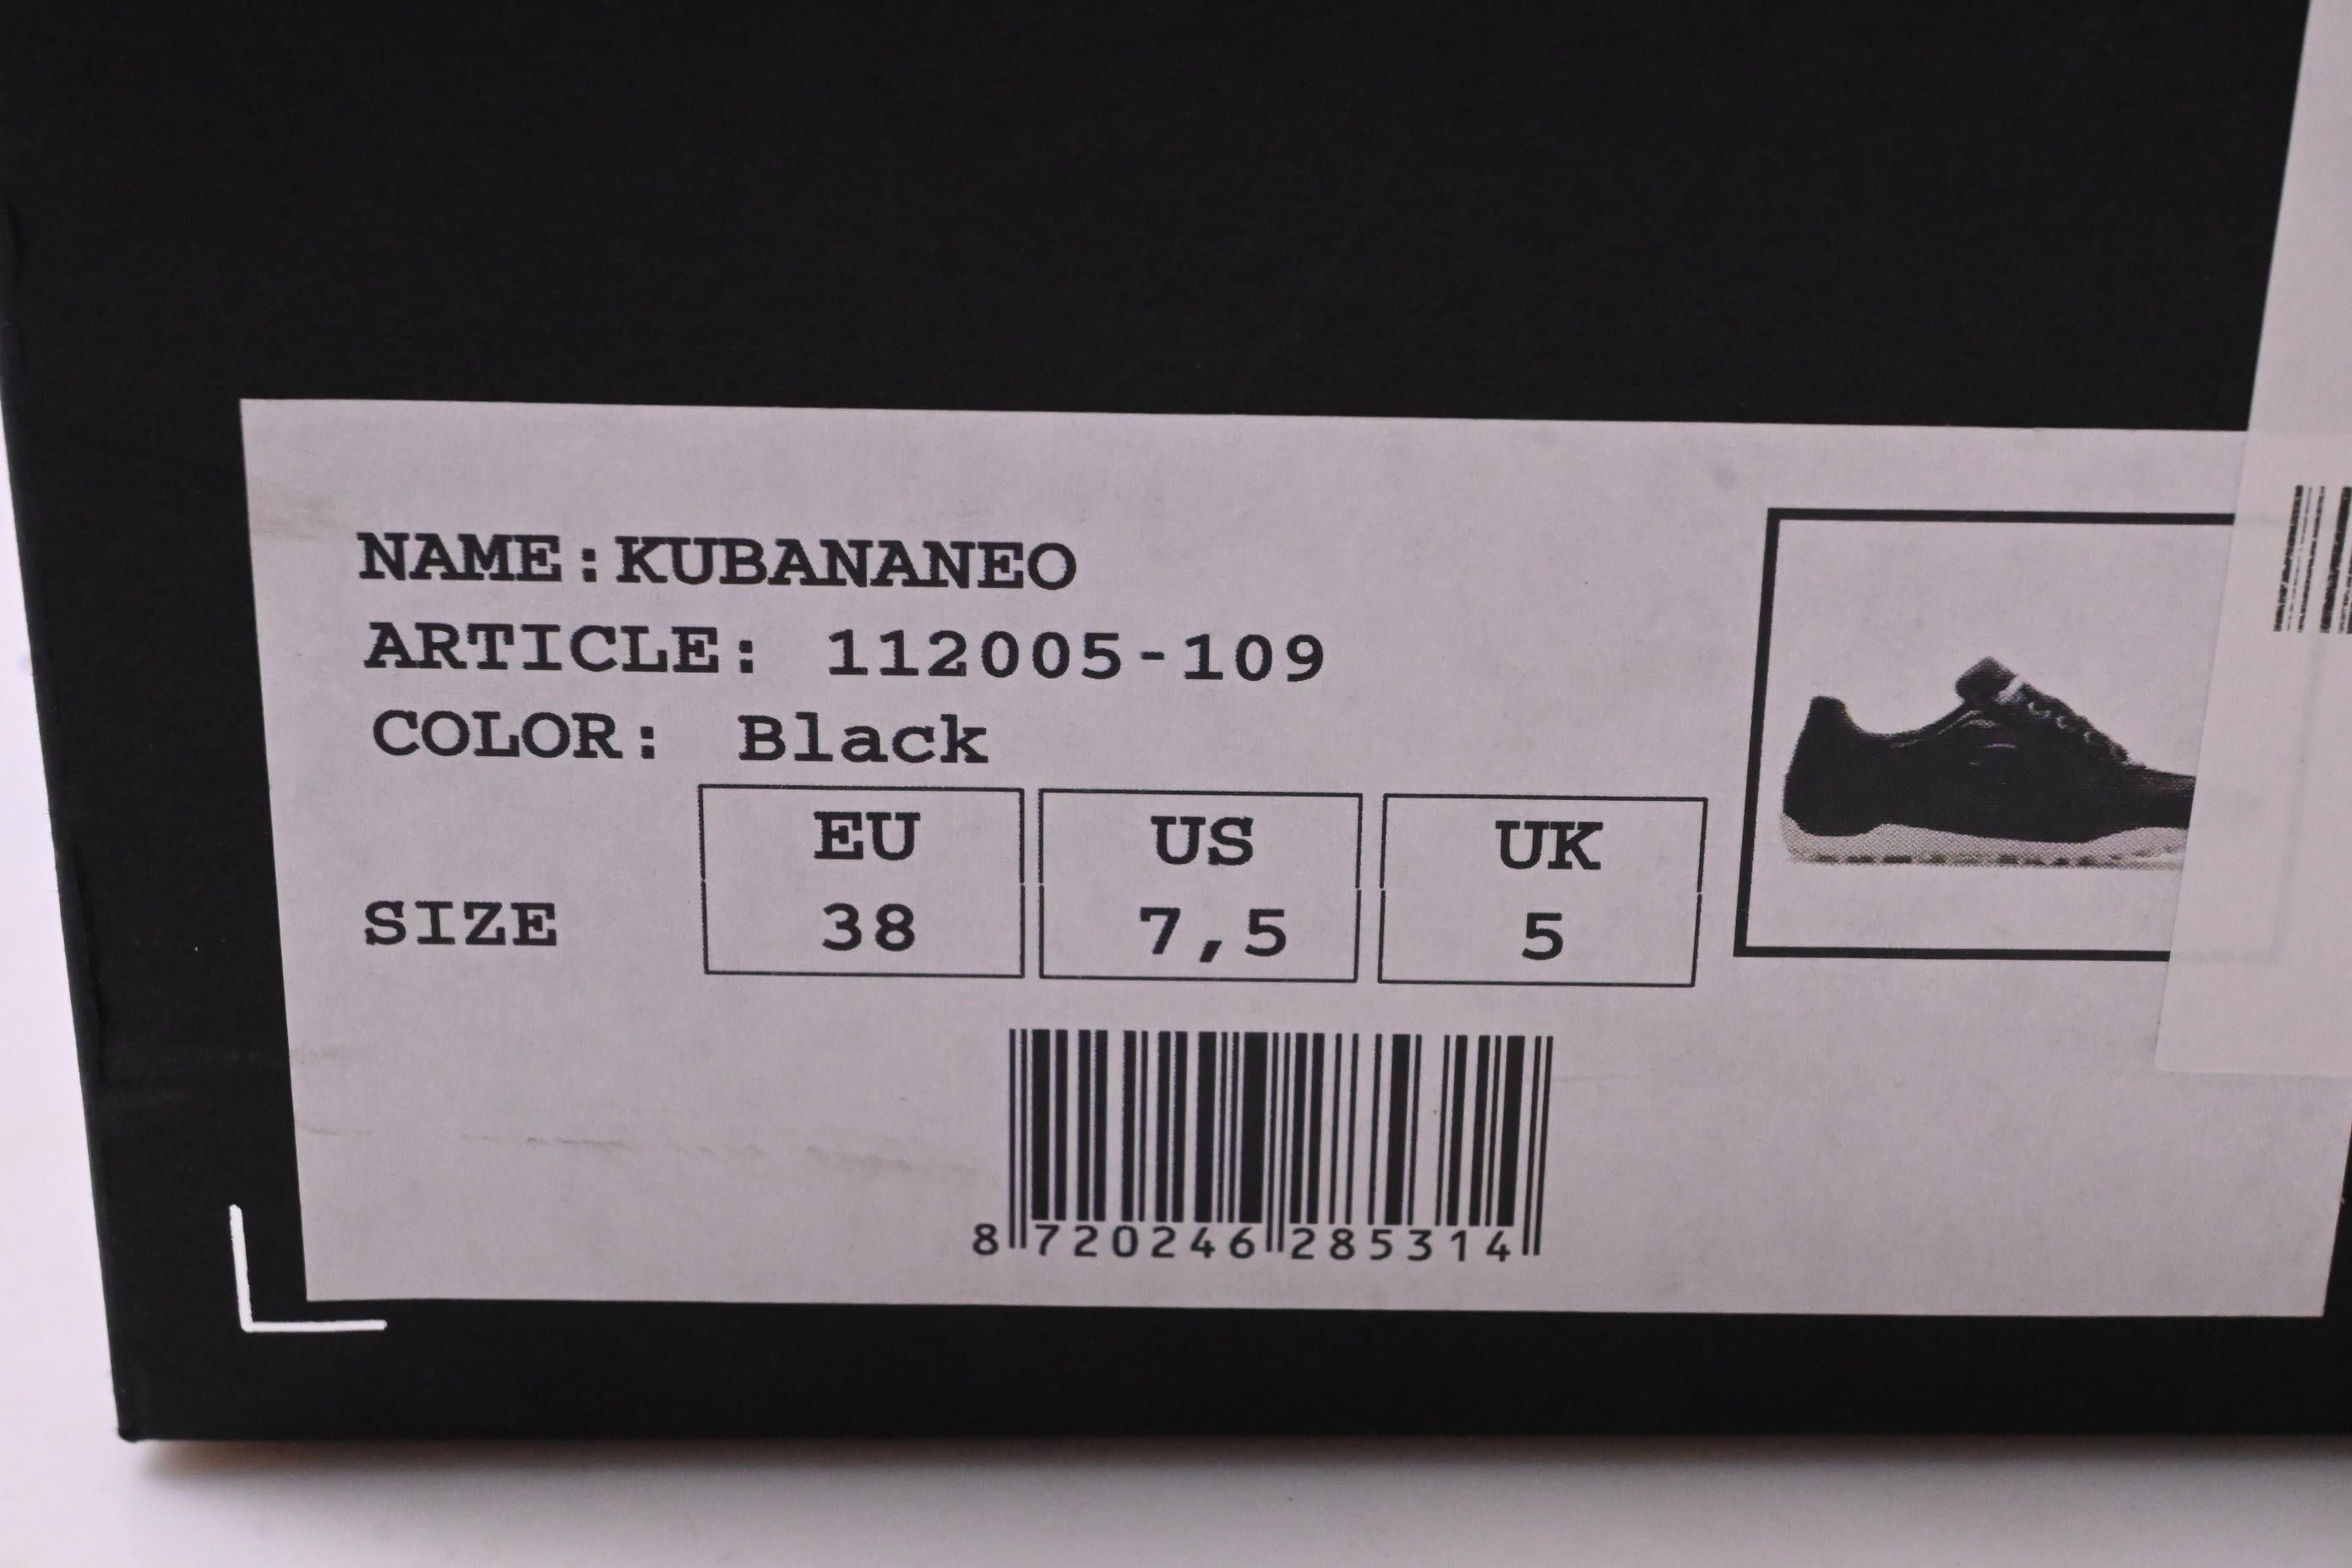 NAME:KUBANANEO
ARTICLE: 112005-109
COLOR: Black
EU US UK
SIZE 38 7,5 5
8 720246 285314